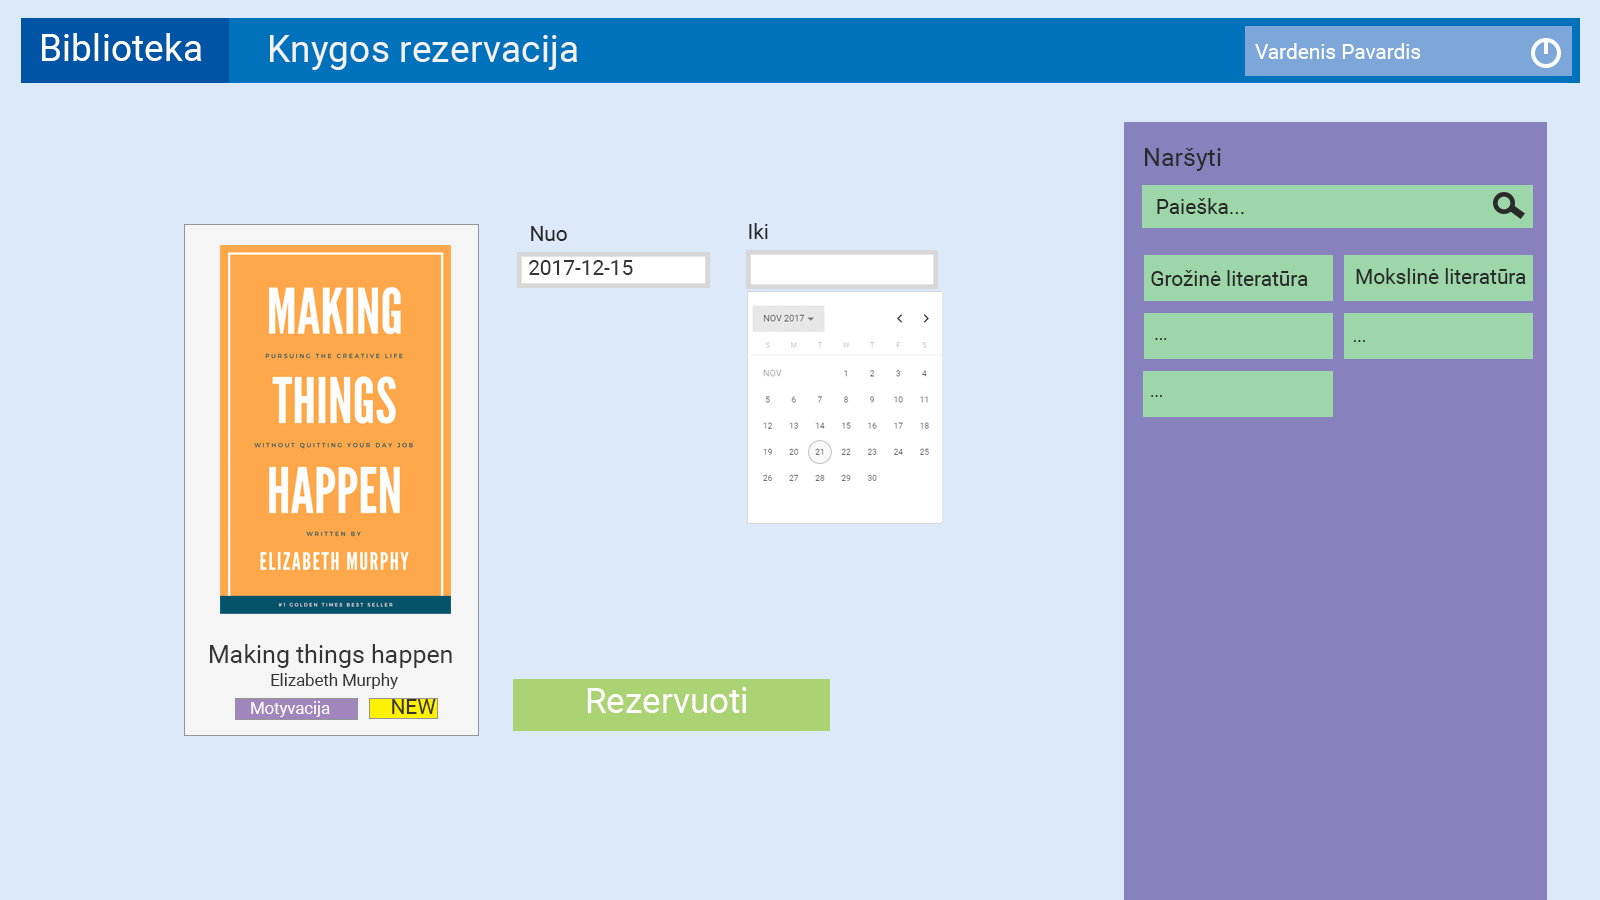 Biblioteka
Knygos rezervacija
Vardenis Pavardis
MAKING
PURSUING THE CREATIVE LIFE
THINGS
WITHOUT QUITTING YOUR DAY JOB
HAPPEN
WRITTEN BY
ELIZABETH MURPHY
#1 GOLDEN TIMES BEST SELLER
Making things happen
Elizabeth Murphy
Motyvacija NEW
Nuo
2017-12-15
Iki
NOV 2017
S M T W T F S
NOV 1 2 3 4
5 6 7 8 9 10 11
12 13 14 15 16 17 18
19 20 21 22 23 24 25
26 27 28 29 30
Rezervuoti
Naršyti
Paieška...
Grožinė literatūra
Mokslinė literatūra
...
...
...